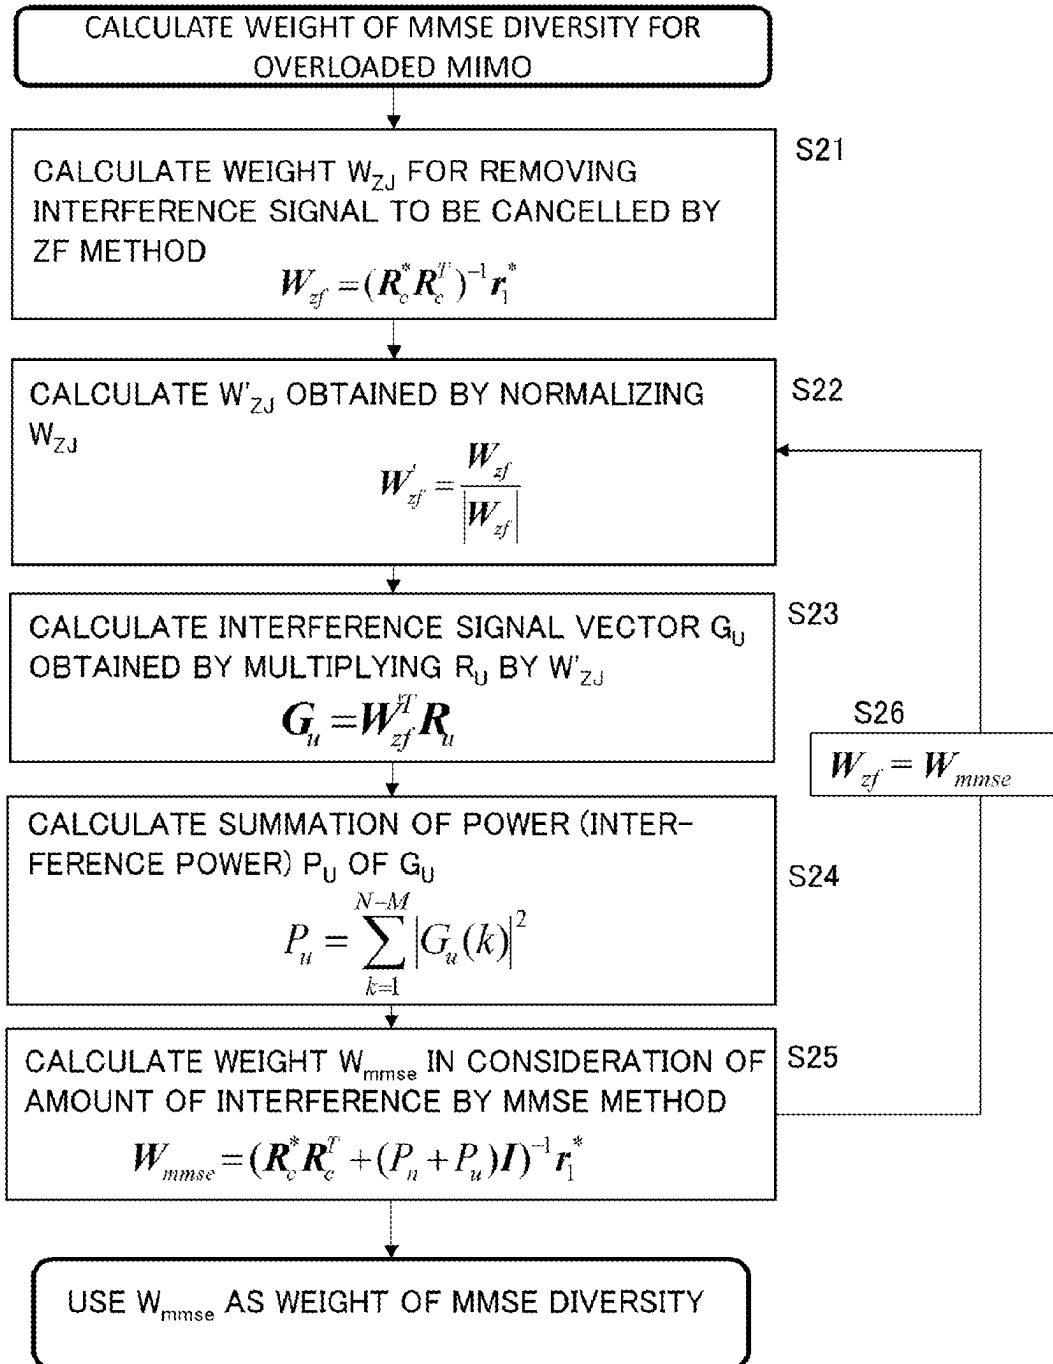 CALCULATE WEIGHT OF MMSE DIVERSITY FOR
OVERLOADED MIMO
S21
CALCULATE WEIGHT W_ZJ FOR REMOVING
INTERFERENCE SIGNAL TO BE CANCELLED BY
ZF METHOD
W_zf = (R_c^* R_c^T)^-1 r_1^*
S22
CALCULATE W'_ZJ OBTAINED BY NORMALIZING
W_ZJ
W'_zf = W_zf / |W_zf|
S23
CALCULATE INTERFERENCE SIGNAL VECTOR G_U
OBTAINED BY MULTIPLYING R_U BY W'_ZJ
G_u = W'^T_zf R_u
S26
W_zf = W_mmse
CALCULATE SUMMATION OF POWER (INTER-
FERENCE POWER) P_U OF G_U
S24
P_u = ∑_{k=1}^{N-M} |G_u(k)|^2
S25
CALCULATE WEIGHT W_mmse IN CONSIDERATION OF
AMOUNT OF INTERFERENCE BY MMSE METHOD
W_mmse = (R_c^* R_c^T + (P_n + P_u)I)^-1 r_1^*
USE W_mmse AS WEIGHT OF MMSE DIVERSITY